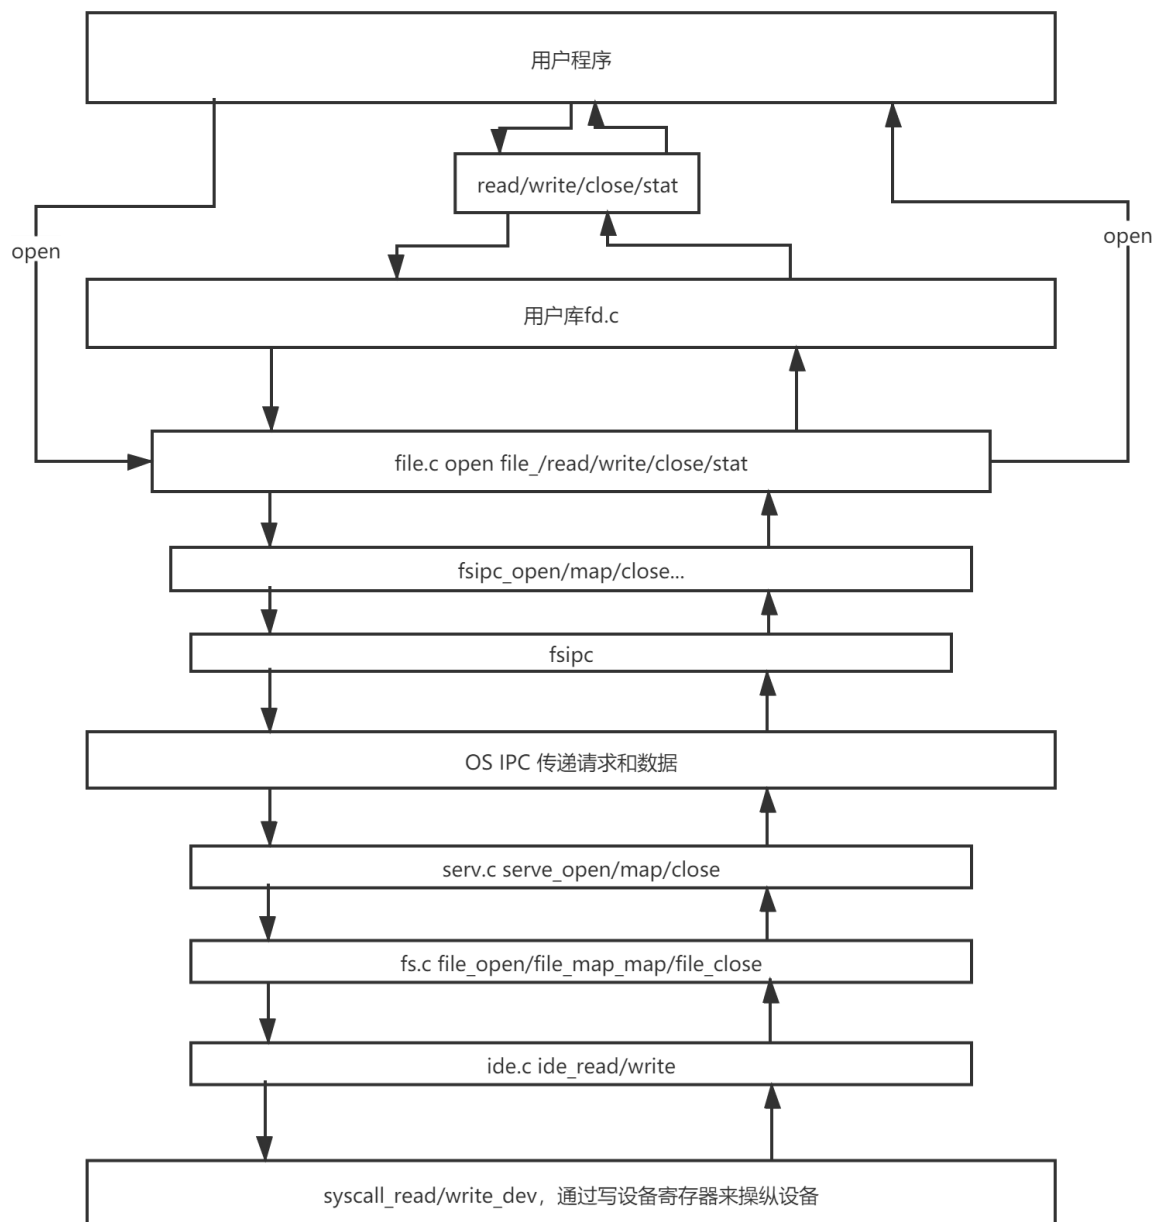 用户程序
read/write/close/stat
open
open
用户库fd.c
file.c open file_/read/write/close/stat
fsipc_open/map/close...
fsipc
OS IPC 传递请求和数据
serv.c serve_open/map/close
fs.c file_open/file_map_map/file_close
ide.c ide_read/write
syscall_read/write_dev，通过写设备寄存器来操纵设备